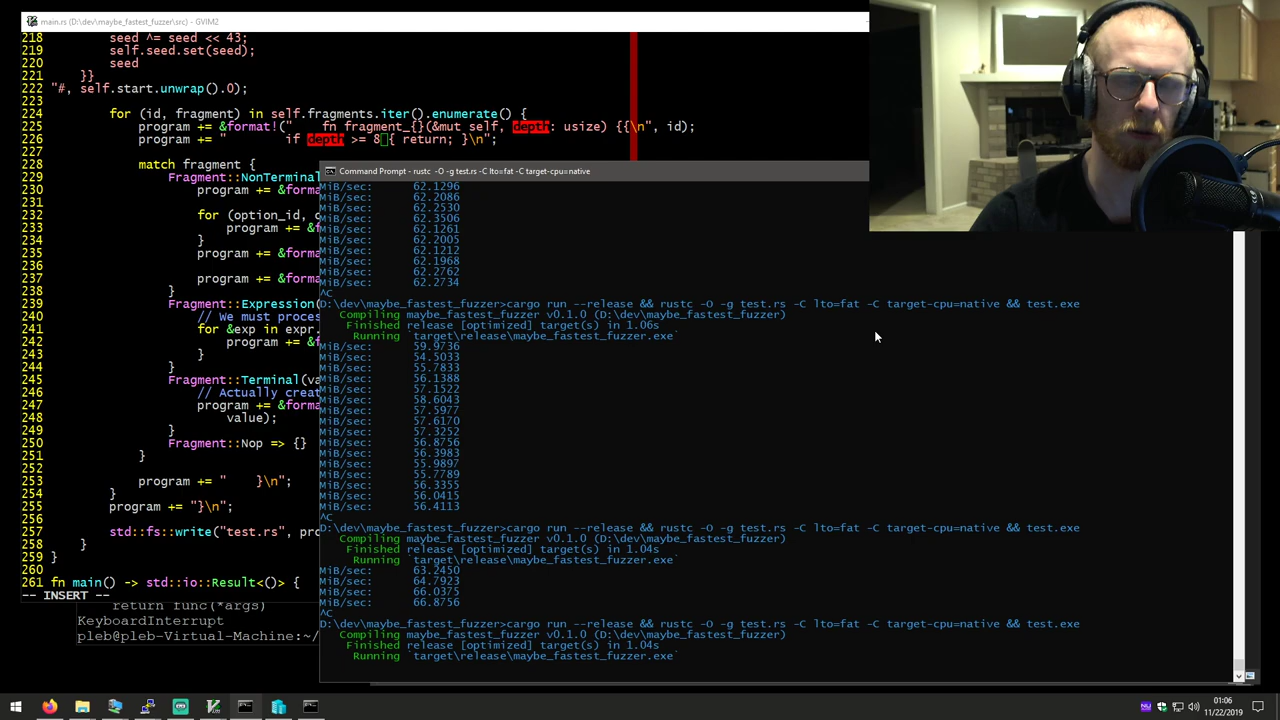 main.rs (D:\dev\maybe_fastest_fuzzer\src) - GVIM2
218 seed ^= seed << 43;
219 self.seed.set(seed);
220 seed
221 }}
222 "#, self.start.unwrap().0);
223
224 for (id, fragment) in self.fragments.iter().enumerate() {
225 program += &format!("    fn fragment_{}(&mut self, depth: usize) {{\n", id);
226 program += "        if depth >= 8 { return; }\n";
227
228 match fragment {
229 Fragment::NonTerminal
230 program += &forma
231
232 for (option_id, o
233 program += &f
234 }
235 program += &forma
236
237 program += &forma
238 }
239 Fragment::Expression(
240 // We must proces
241 for &exp in expr.
242 program += &f
243 }
244 }
245 Fragment::Terminal(va
246 // Actually creat
247 program += &forma
248 value);
249 }
250 Fragment::Nop => {}
251 }
252
253 program += "    }\n";
254 }
255 program += "}\n";
256
257 std::fs::write("test.rs", pro
258 }
259 }
260
261 fn main() -> std::io::Result<()> {
-- INSERT --
return func(*args)
KeyboardInterrupt
pleb@pleb-Virtual-Machine:~/
Command Prompt - rustc  -O -g test.rs -C lto=fat -C target-cpu=native
MiB/sec: 62.1296
MiB/sec: 62.2086
MiB/sec: 62.2530
MiB/sec: 62.3506
MiB/sec: 62.1261
MiB/sec: 62.2005
MiB/sec: 62.1212
MiB/sec: 62.1968
MiB/sec: 62.2762
MiB/sec: 62.2734
^C
D:\dev\maybe_fastest_fuzzer>cargo run --release && rustc -O -g test.rs -C lto=fat -C target-cpu=native && test.exe
Compiling maybe_fastest_fuzzer v0.1.0 (D:\dev\maybe_fastest_fuzzer)
Finished release [optimized] target(s) in 1.06s
Running `target\release\maybe_fastest_fuzzer.exe`
MiB/sec: 59.9736
MiB/sec: 54.5033
MiB/sec: 55.7833
MiB/sec: 56.1388
MiB/sec: 57.1522
MiB/sec: 58.6043
MiB/sec: 57.5977
MiB/sec: 57.6170
MiB/sec: 57.3252
MiB/sec: 56.8756
MiB/sec: 56.3983
MiB/sec: 55.9897
MiB/sec: 55.7789
MiB/sec: 56.3355
MiB/sec: 56.0415
MiB/sec: 56.4113
^C
D:\dev\maybe_fastest_fuzzer>cargo run --release && rustc -O -g test.rs -C lto=fat -C target-cpu=native && test.exe
Compiling maybe_fastest_fuzzer v0.1.0 (D:\dev\maybe_fastest_fuzzer)
Finished release [optimized] target(s) in 1.04s
Running `target\release\maybe_fastest_fuzzer.exe`
MiB/sec: 63.2450
MiB/sec: 64.7923
MiB/sec: 66.0375
MiB/sec: 66.8756
^C
D:\dev\maybe_fastest_fuzzer>cargo run --release && rustc -O -g test.rs -C lto=fat -C target-cpu=native && test.exe
Compiling maybe_fastest_fuzzer v0.1.0 (D:\dev\maybe_fastest_fuzzer)
Finished release [optimized] target(s) in 1.04s
Running `target\release\maybe_fastest_fuzzer.exe`
01:06
11/22/2019